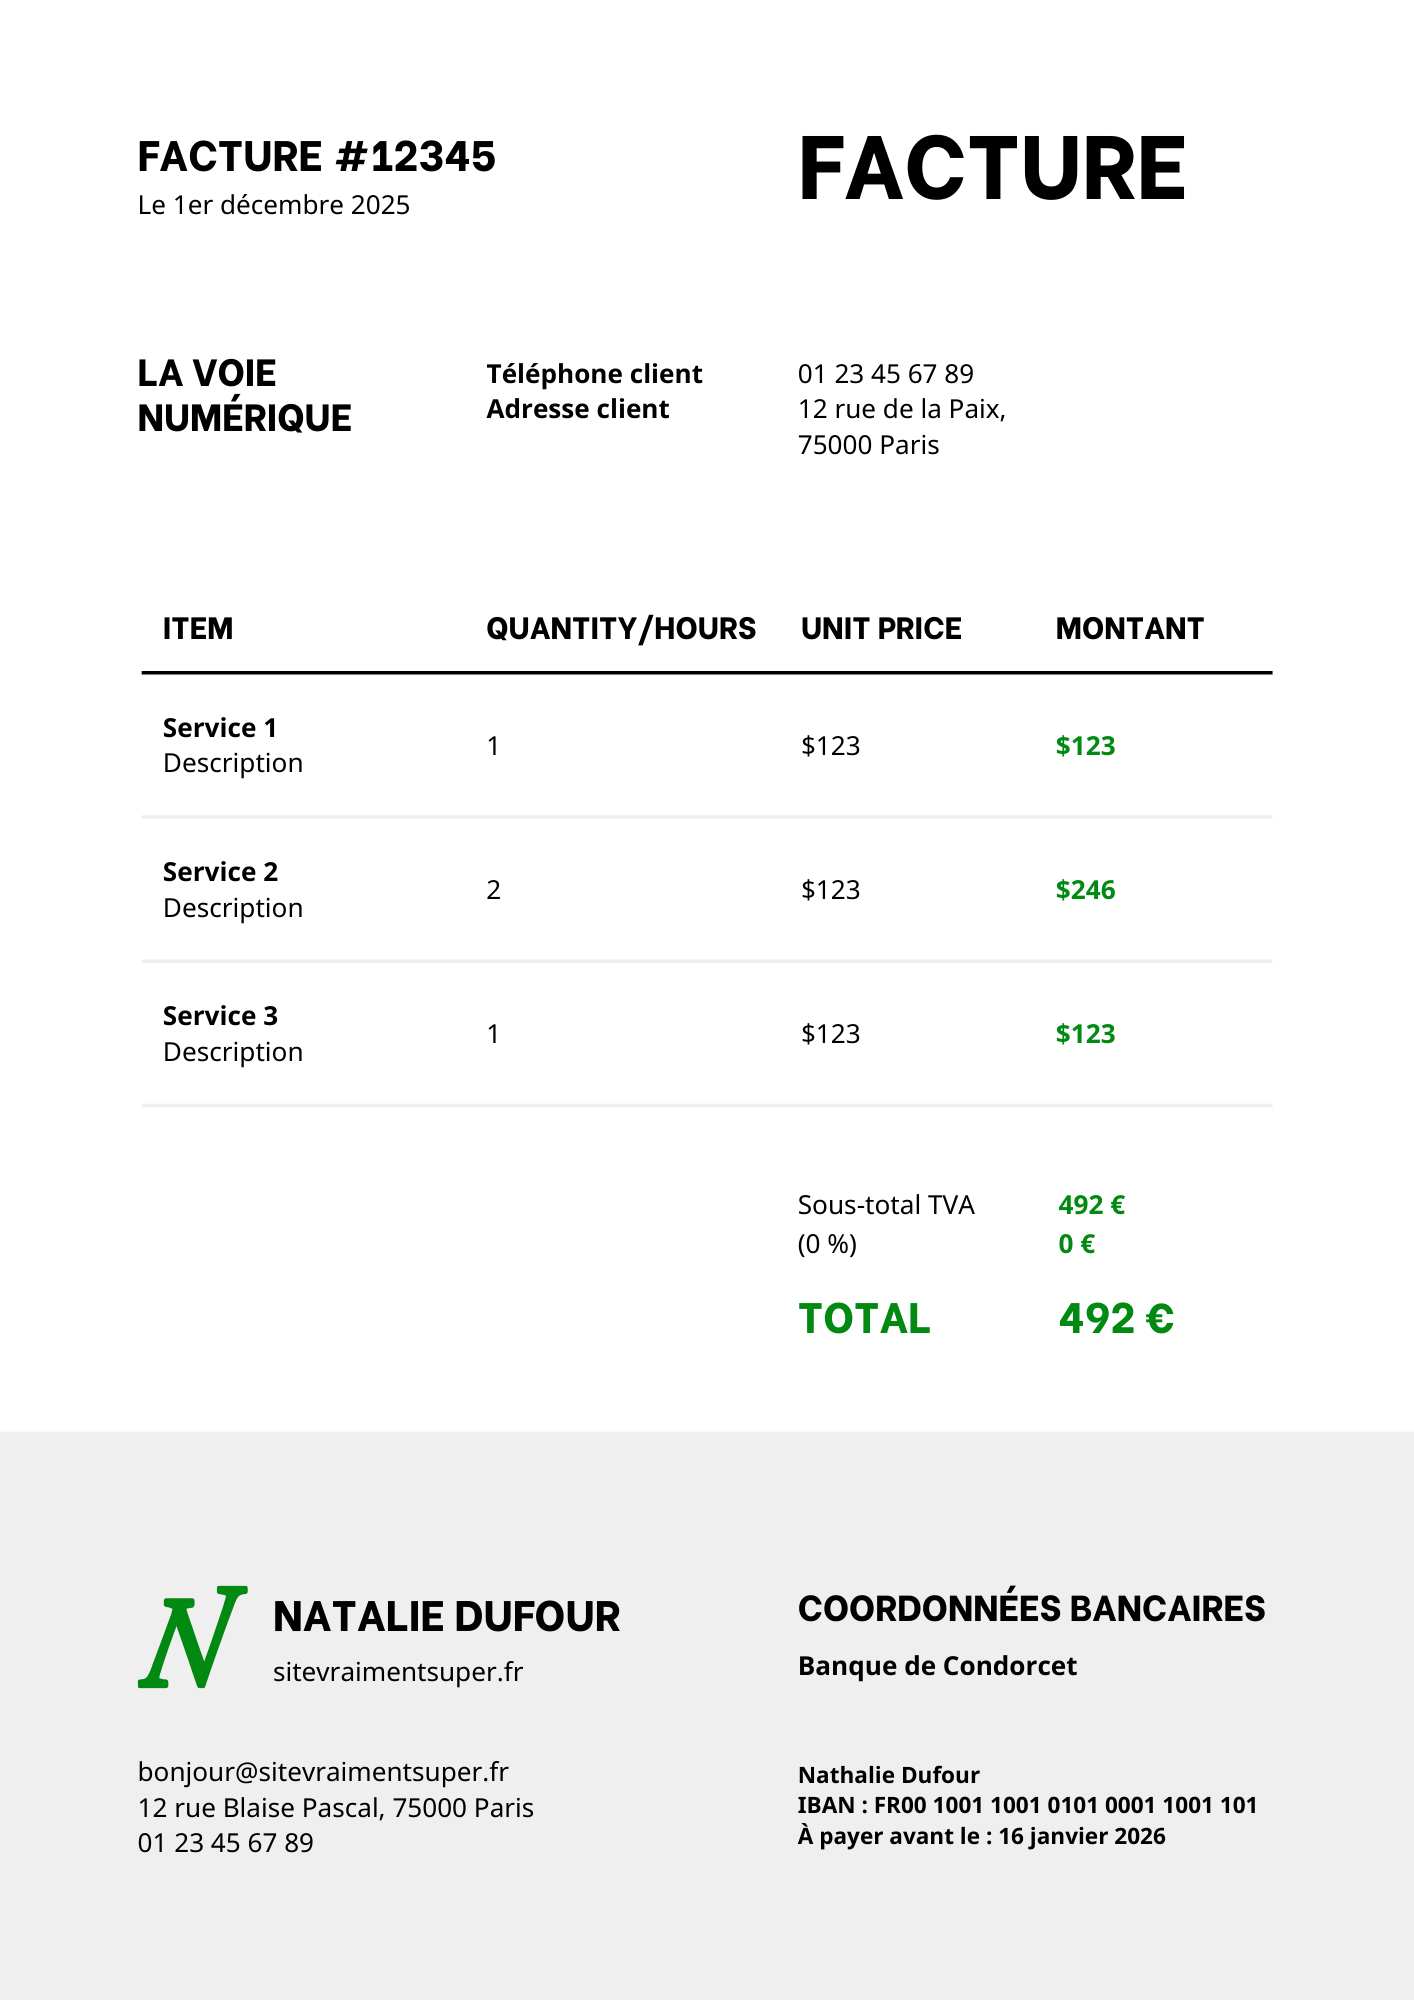 FACTURE #12345
Le 1er décembre 2025
FACTURE
LA VOIE
NUMÉRIQUE
Téléphone client
Adresse client
01 23 45 67 89
12 rue de la Paix,
75000 Paris
ITEM QUANTITY/HOURS UNIT PRICE MONTANT
Service 1
Description
1 $123 $123
Service 2
Description
2 $123 $246
Service 3
Description
1 $123 $123
Sous-total TVA 492 €
(0 %) 0 €
TOTAL 492 €
N
NATALIE DUFOUR
sitevraimentsuper.fr
bonjour@sitevraimentsuper.fr
12 rue Blaise Pascal, 75000 Paris
01 23 45 67 89
COORDONNÉES BANCAIRES
Banque de Condorcet
Nathalie Dufour
IBAN : FR00 1001 1001 0101 0001 1001 101
À payer avant le : 16 janvier 2026